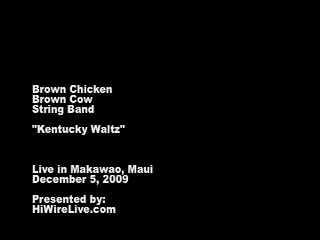 Brown Chicken
Brown Cow
String Band
"Kentucky Waltz"
Live in Makawao, Maui
December 5, 2009
Presented by:
HiWireLive.com